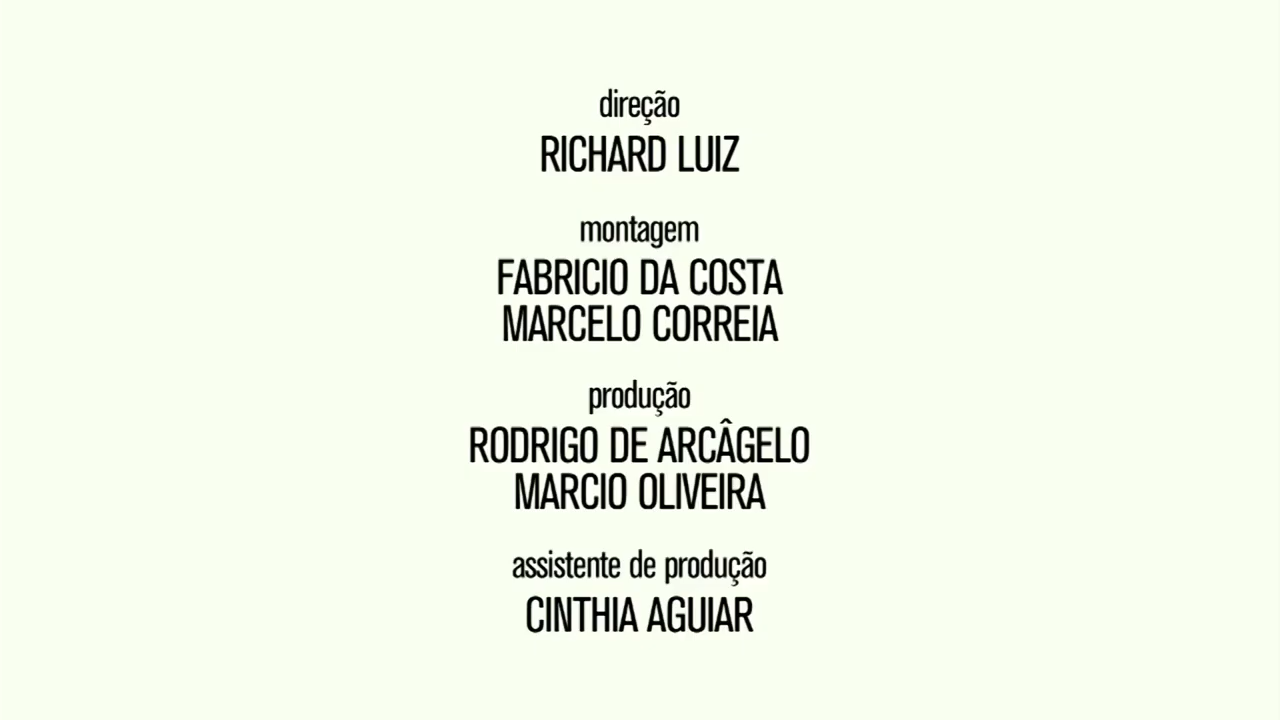 direção
RICHARD LUIZ
montagem
FABRICIO DA COSTA
MARCELO CORREIA
produção
RODRIGO DE ARCÂGELO
MARCIO OLIVEIRA
assistente de produção
CINTHIA AGUIAR